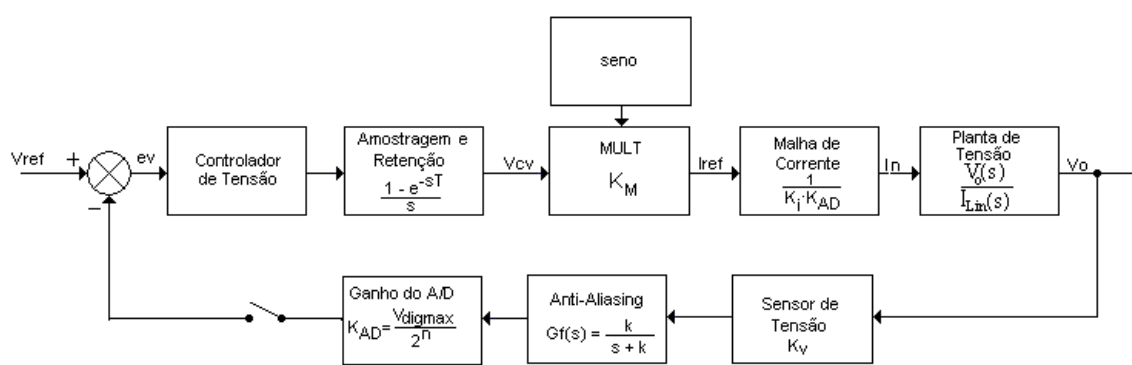 seno
Vref
+
−
ev
Controlador
de Tensão
Amostragem e
Retenção
1 - e^-sT
s
Vcv
MULT
K_M
Iref
Malha de
Corrente
1
K_i·K_AD
In
Planta de
Tensão
V_o(s)
I_Lin(s)
Vo
Ganho do A/D
K_AD=V_digmax
2^n
Anti-Aliasing
Gf(s) = k
s + k
Sensor de
Tensão
K_V